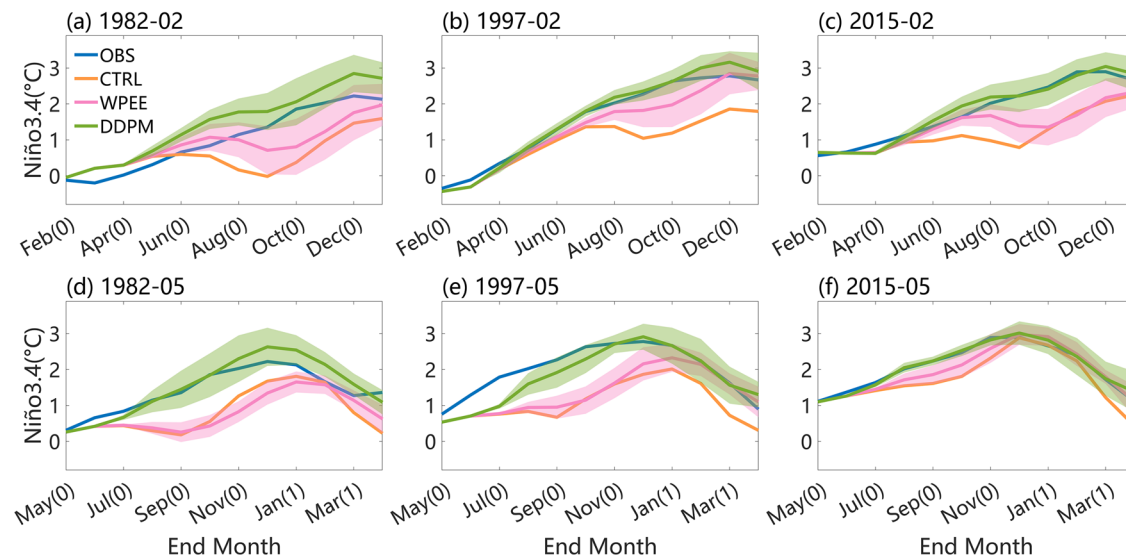 (a) 1982-02
(b) 1997-02
(c) 2015-02
Niño3.4(°C)
3
2
1
0
OBS
CTRL
WPEE
DDPM
3
2
1
0
3
2
1
0
Feb(0) Apr(0) Jun(0) Aug(0) Oct(0) Dec(0)
Feb(0) Apr(0) Jun(0) Aug(0) Oct(0) Dec(0)
Feb(0) Apr(0) Jun(0) Aug(0) Oct(0) Dec(0)
(d) 1982-05
(e) 1997-05
(f) 2015-05
Niño3.4(°C)
3
2
1
0
3
2
1
0
3
2
1
0
May(0) Jul(0) Sep(0) Nov(0) Jan(1) Mar(1)
May(0) Jul(0) Sep(0) Nov(0) Jan(1) Mar(1)
May(0) Jul(0) Sep(0) Nov(0) Jan(1) Mar(1)
End Month
End Month
End Month